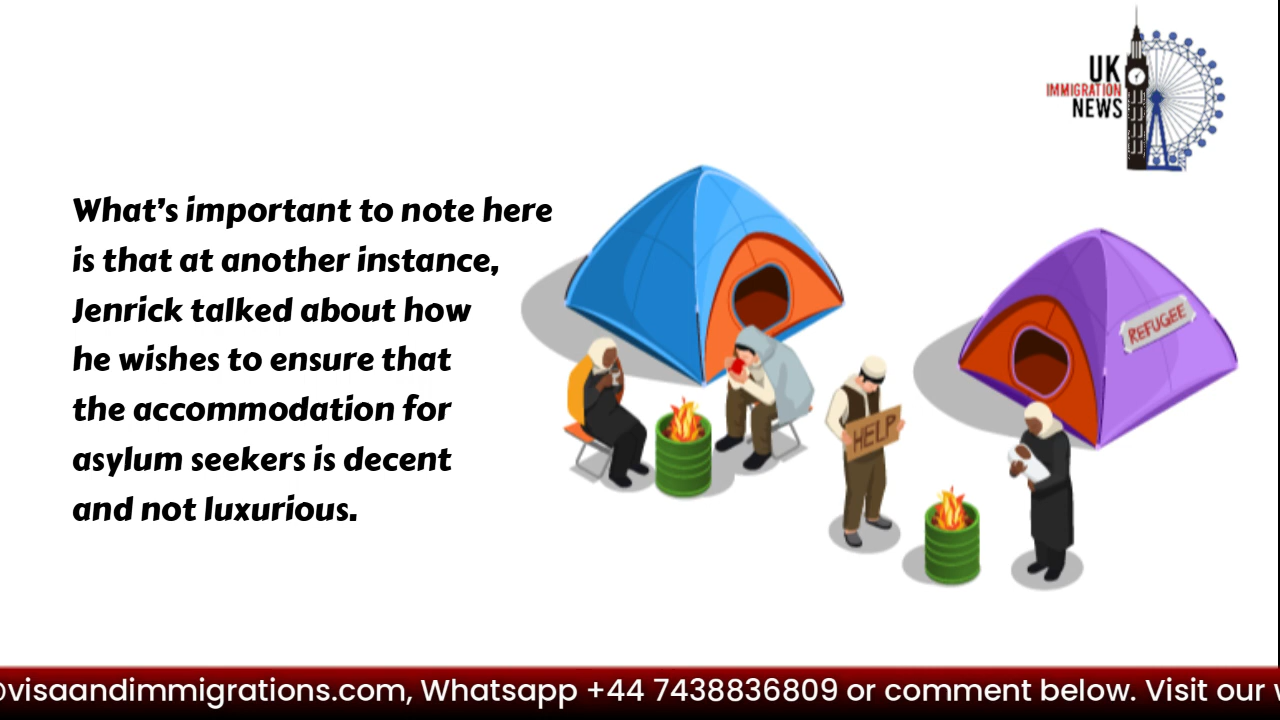 UK
IMMIGRATION
NEWS
What's important to note here
is that at another instance,
Jenrick talked about how
he wishes to ensure that
the accommodation for
asylum seekers is decent
and not luxurious.
REFUGEE
HELP
@visaandimmigrations.com, Whatsapp +44 7438836809 or comment below. Visit our